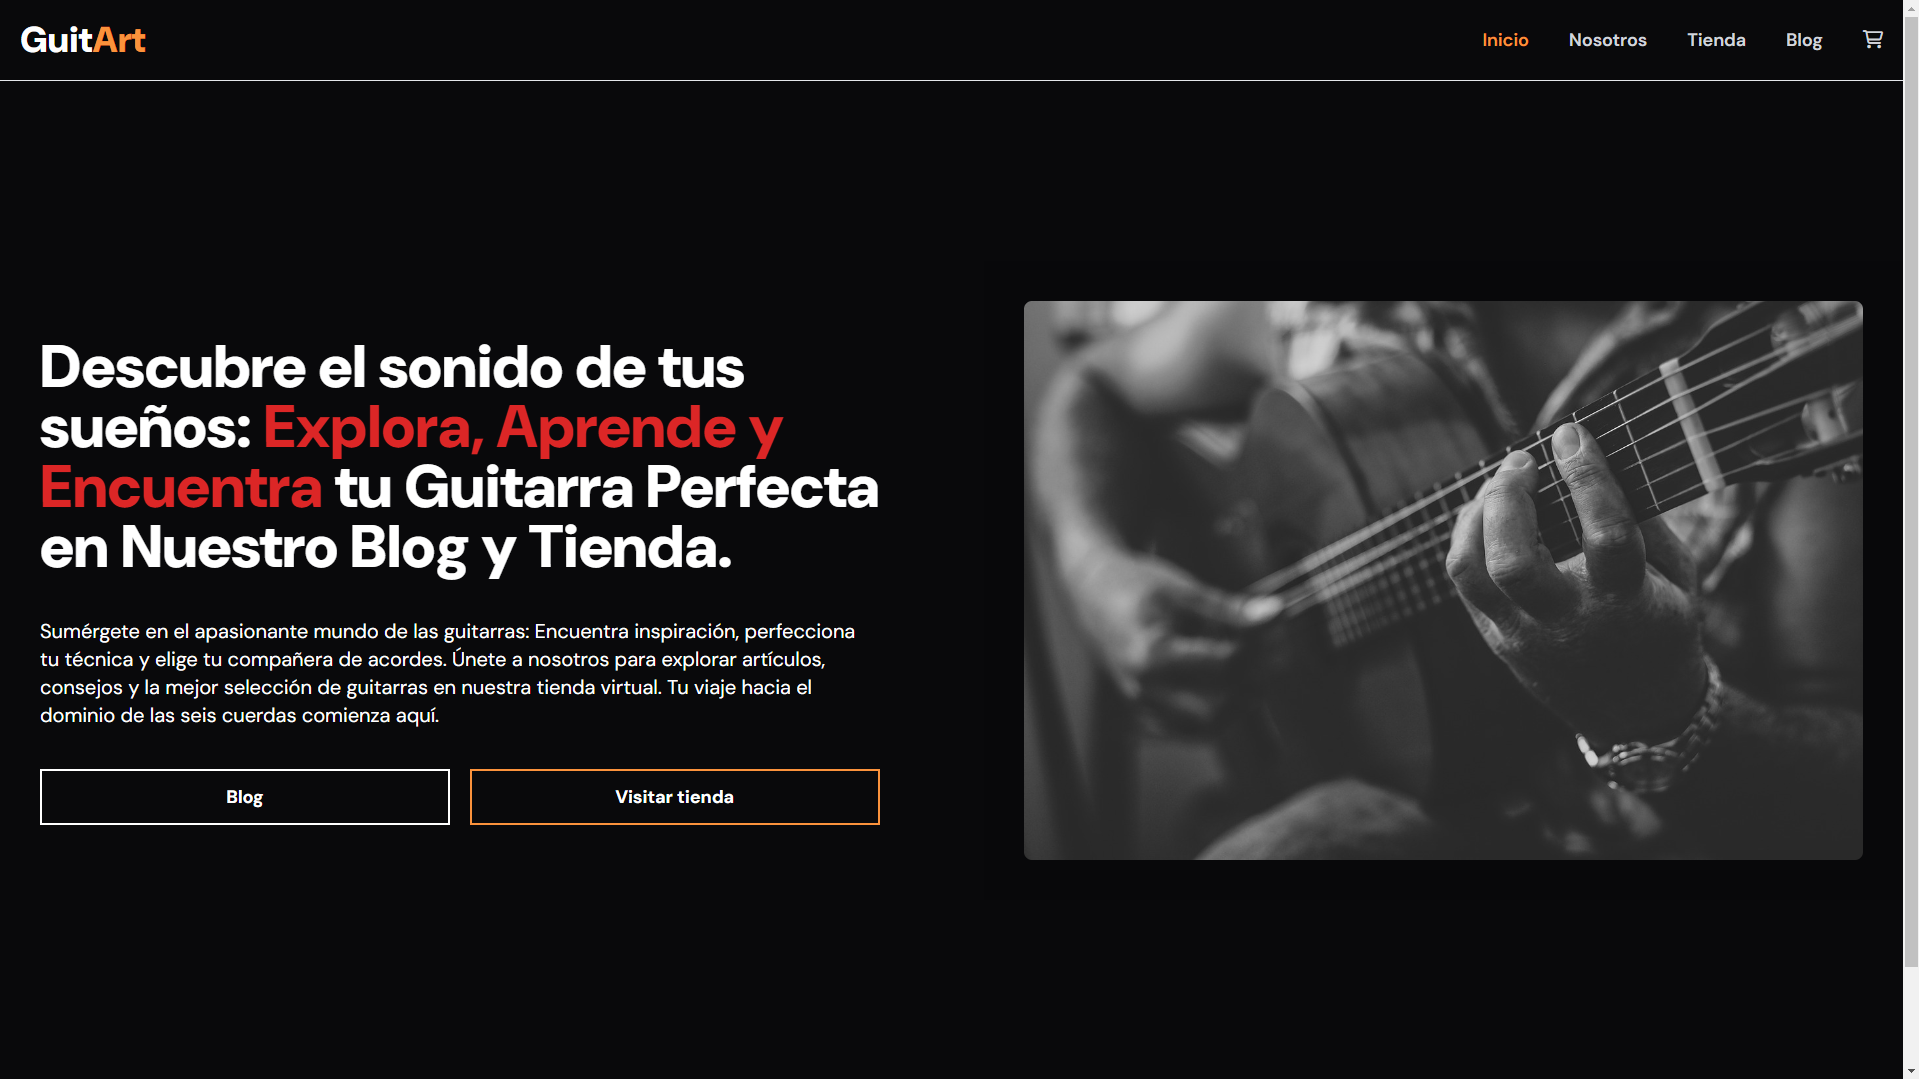 GuitArt
Inicio
Nosotros
Tienda
Blog
Descubre el sonido de tus
sueños: Explora, Aprende y
Encuentra tu Guitarra Perfecta
en Nuestro Blog y Tienda.
Sumérgete en el apasionante mundo de las guitarras: Encuentra inspiración, perfecciona
tu técnica y elige tu compañera de acordes. Únete a nosotros para explorar artículos,
consejos y la mejor selección de guitarras en nuestra tienda virtual. Tu viaje hacia el
dominio de las seis cuerdas comienza aquí.
Blog
Visitar tienda